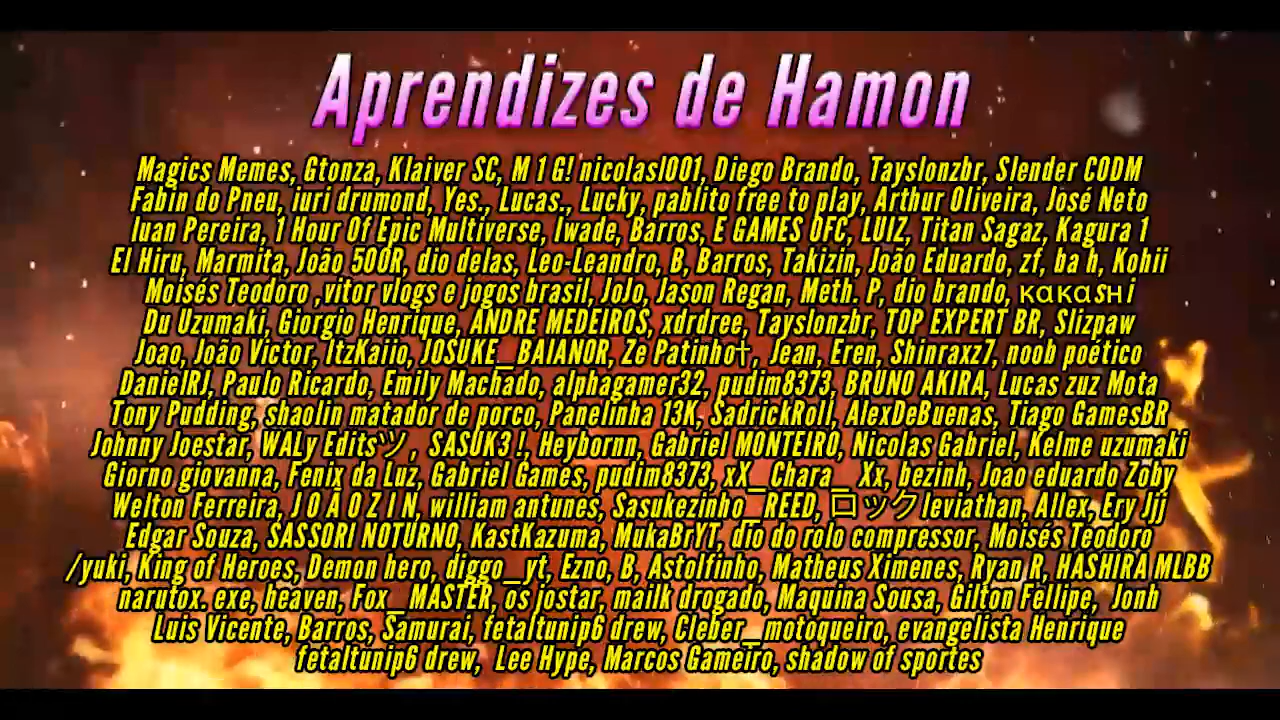 Aprendizes de Hamon
Magics Memes, Gtonza, Klaiver SC, M 1 G! nicolasl001, Diego Brando, Tayslonzbr, Slender CODM
Fabin do Pneu, iuri drumond, Yes., Lucas., Lucky, pablito free to play, Arthur Oliveira, José Neto
Iuan Pereira, 1 Hour Of Epic Multiverse, Iwade, Barros, E GAMES OFC, LUIZ, Titan Sagaz, Kagura 1
El Hiru, Marmita, João 500R, dio delas, Leo-Leandro, B, Barros, Takizin, João Eduardo, zf, ba h, Kohii
Moisés Teodoro ,vitor vlogs e jogos brasil, JoJo, Jason Regan, Meth. P, dio brando, κακαsнi
Du Uzumaki, Giorgio Henrique, ANDRE MEDEIROS, xdrdree, Tayslonzbr, TOP EXPERT BR, Slizpaw
Joao, João Victor, ItzKaiio, JOSUKE_BAIANOR, Ze Patinho†, Jean, Eren, Shinraxz7, noob poético
DanielRJ, Paulo Ricardo, Emily Machado, alphagamer32, pudim8373, BRUNO AKIRA, Lucas zuz Mota
Tony Pudding, shaolin matador de porco, Panelinha 13K, SadrickRoll, AlexDeBuenas, Tiago GamesBR
Johnny Joestar, WALy Editsツ, SASUK3 !, Heybornn, Gabriel MONTEIRO, Nicolas Gabriel, Kelme uzumaki
Giorno giovanna, Fenix da Luz, Gabriel Games, pudim8373, xX_Chara_ Xx, bezinh, Joao eduardo Zoby
Welton Ferreira, J O Ã O Z I N, william antunes, Sasukezinho_REED, ロック leviathan, Allex, Ery Jjj
Edgar Souza, SASSORI NOTURNO, KastKazuma, MukaBrYT, dio do rolo compressor, Moisés Teodoro
/yuki, King of Heroes, Demon hero, diggo_yt, Ezno, B, Astolfinho, Matheus Ximenes, Ryan R, HASHIRA MLBB
narutox. exe, heaven, Fox_MASTER, os jostar, mailk drogado, Maquina Sousa, Gilton Fellipe, Jonh
Luis Vicente, Barros, Samurai, fetaltunip6 drew, Cleber_motoqueiro, evangelista Henrique
fetaltunip6 drew, Lee Hype, Marcos Gameiro, shadow of sportes